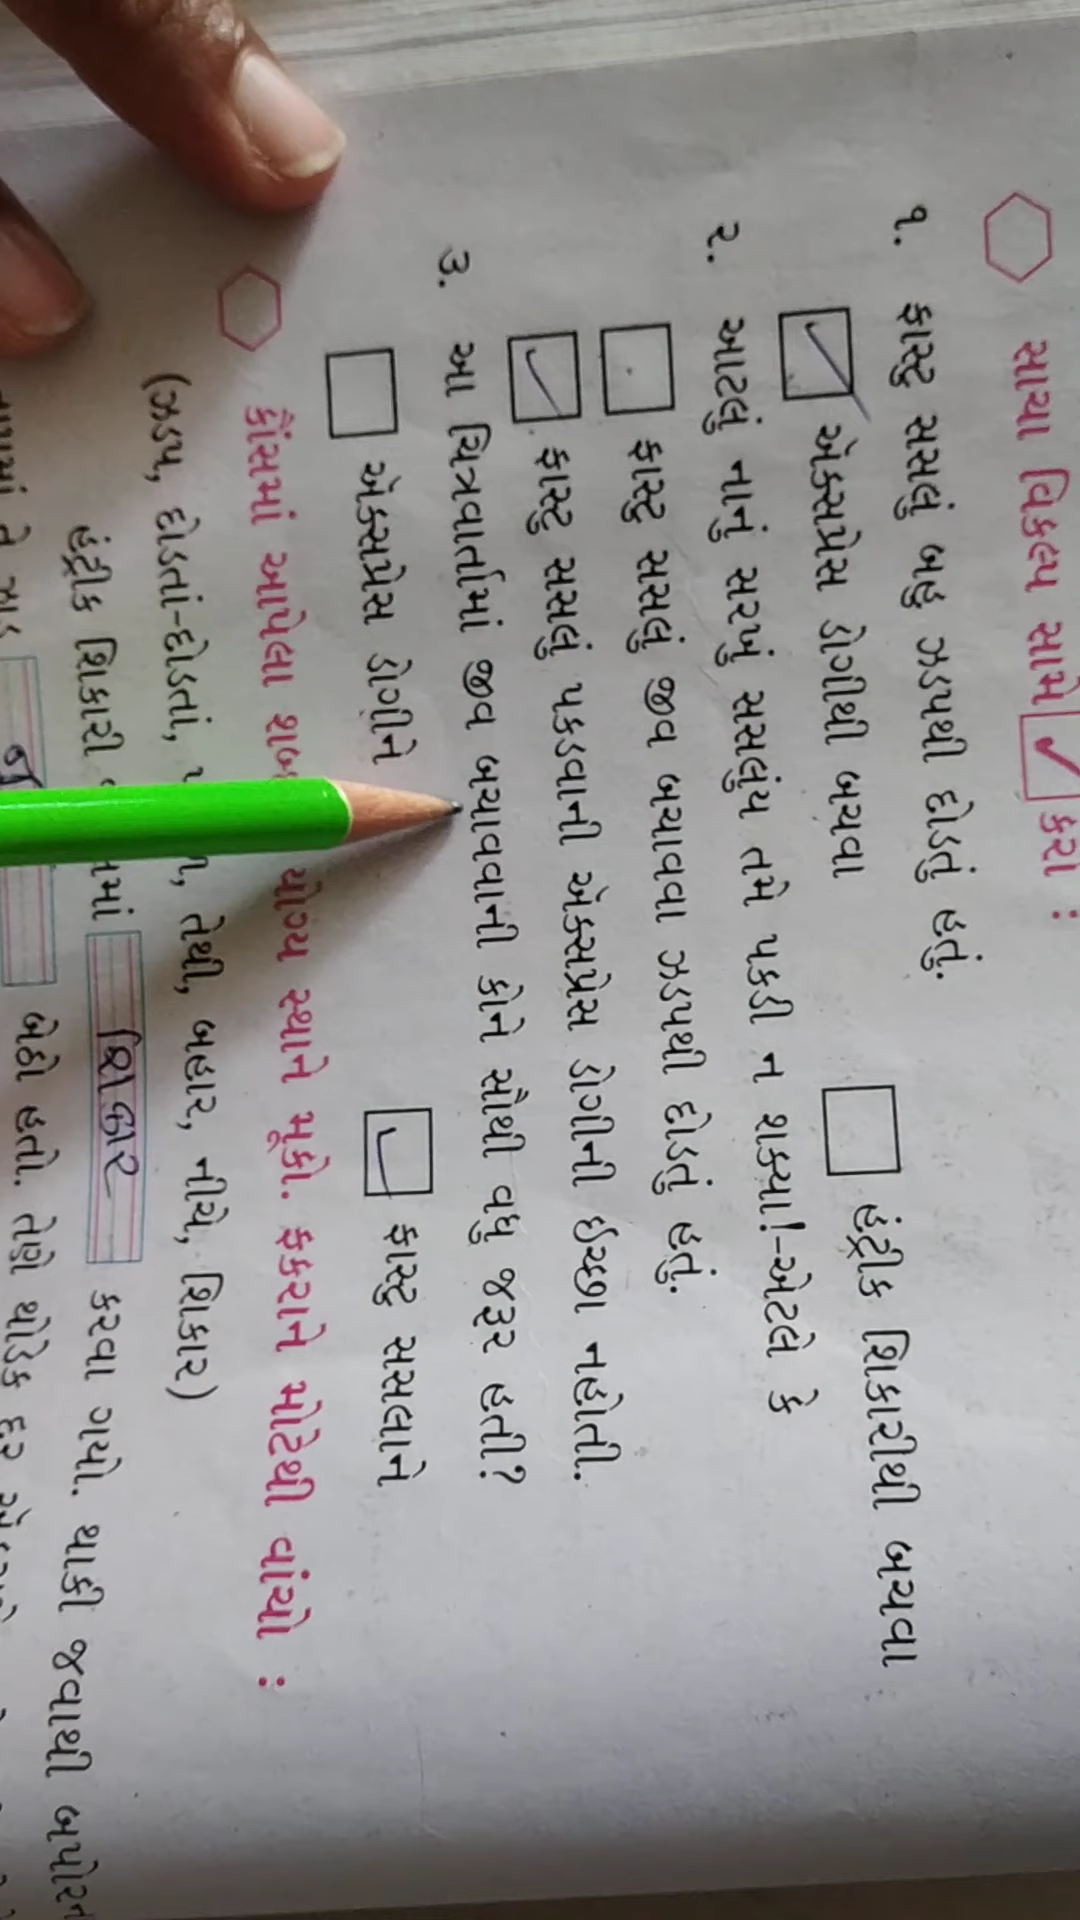 સાચા વિકલ્પ સામે ✓ કરો :
૧. ફાસ્ટુ સસલું બહુ ઝડપથી દોડતું હતું.
એક્સપ્રેસ ડોગીથી બચવા હંટ્રીક શિકારીથી બચવા
૨. આટલું નાનું સરખું સસલુંય તમે પકડી ન શક્યા!-એટલે કે
ફાસ્ટુ સસલું જીવ બચાવવા ઝડપથી દોડતું હતું.
ફાસ્ટુ સસલું પકડવાની એક્સપ્રેસ ડોગીની ઈચ્છા નહોતી.
૩. આ ચિત્રવાર્તામાં જીવ બચાવવાની કોને સૌથી વધુ જરૂર હતી?
એક્સપ્રેસ ડોગીને ફાસ્ટુ સસલાને
કૌંસમાં આપેલા યોગ્ય સ્થાને મૂકો. ફકરાને મોટેથી વાંચો :
(ઝડપ, દોડતાં-દોડતાં, તેથી, બહાર, નીચે, શિકાર)
હંટ્રીક શિકારી શિકાર કરવા ગયો. થાકી જવાથી
બેઠો હતો. તેણે થોડેક દૂર